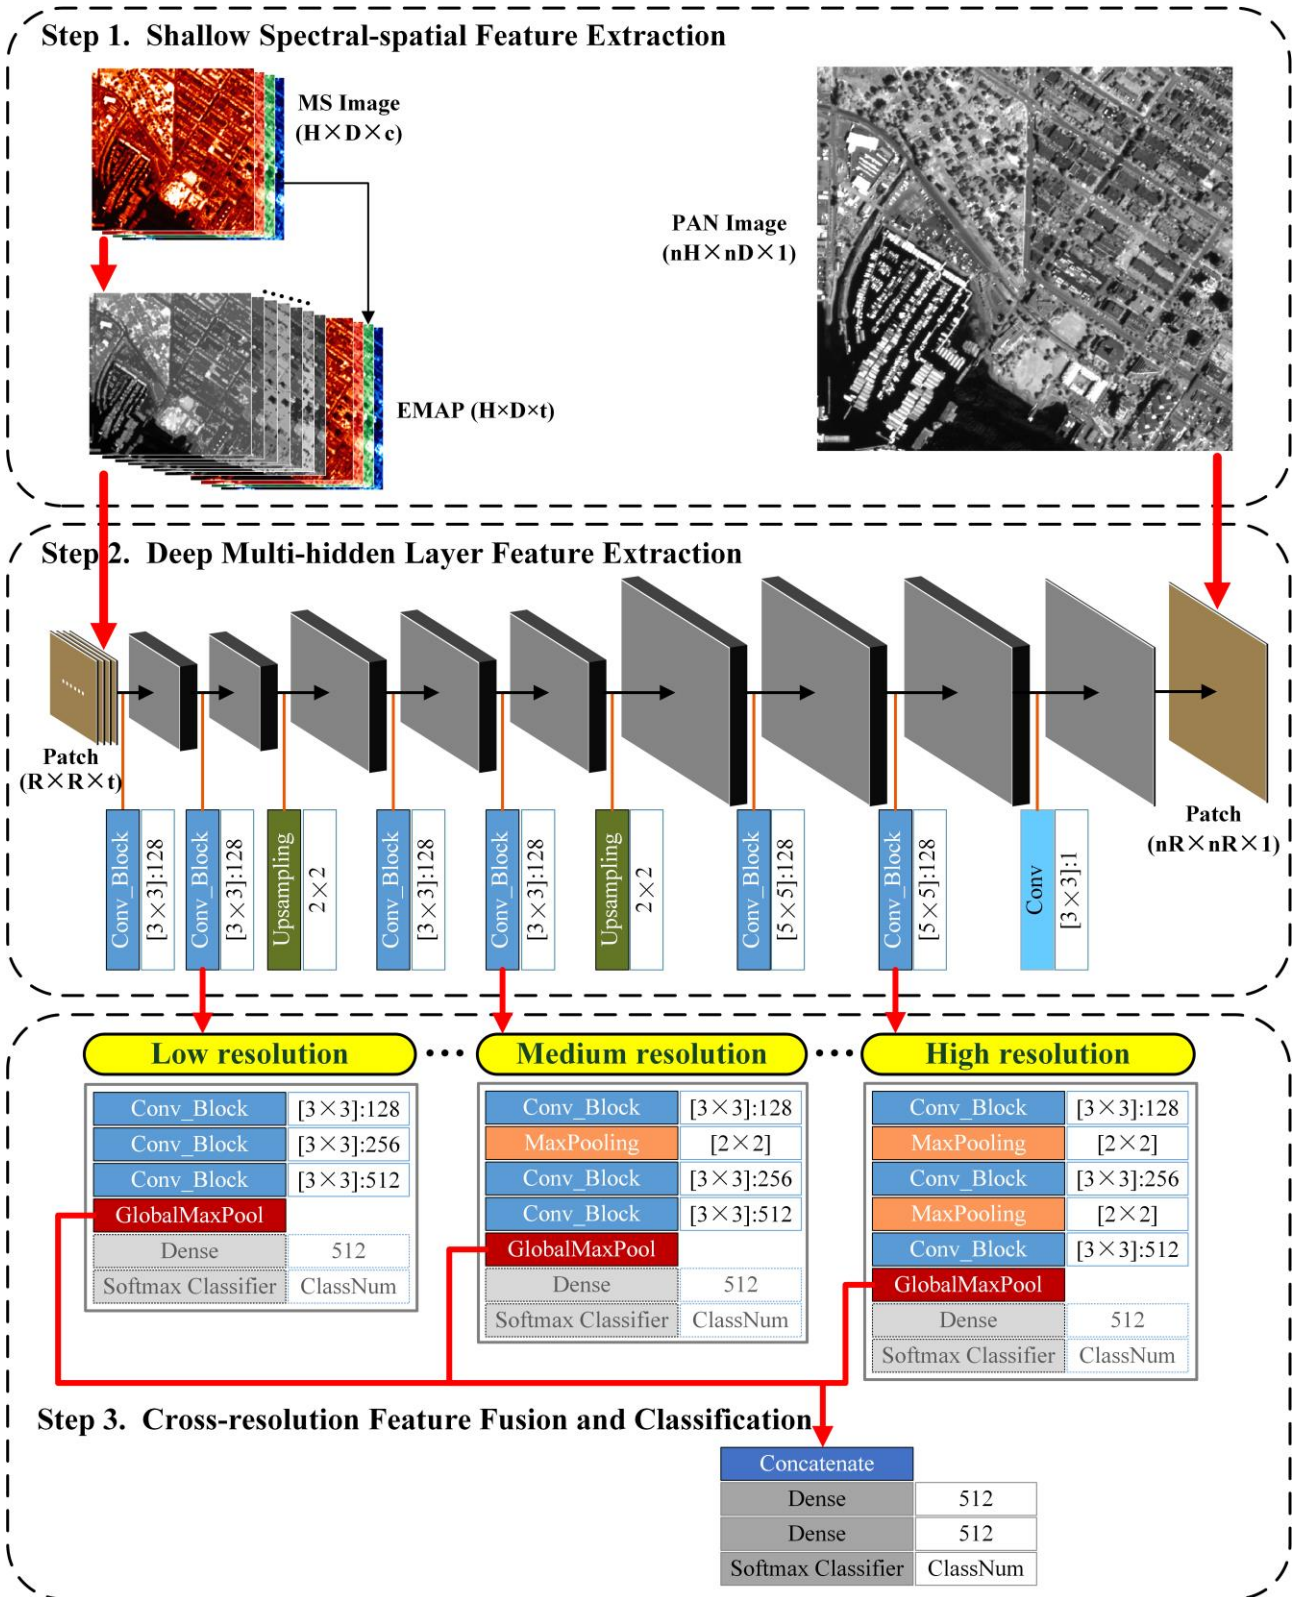 Step 1.  Shallow Spectral-spatial Feature Extraction
MS Image
(H×D×c)
PAN Image
(nH×nD×1)
EMAP (H×D×t)
Step 2.  Deep Multi-hidden Layer Feature Extraction
Patch
(R×R×t)
Patch
(nR×nR×1)
Conv_Block
[3×3]:128
Conv_Block
[3×3]:128
Upsampling
2×2
Conv_Block
[3×3]:128
Conv_Block
[3×3]:128
Upsampling
2×2
Conv_Block
[5×5]:128
Conv_Block
[5×5]:128
Conv
[3×3]:1
Low resolution
Conv_Block [3×3]:128
Conv_Block [3×3]:256
Conv_Block [3×3]:512
GlobalMaxPool
Dense 512
Softmax Classifier ClassNum
Medium resolution
Conv_Block [3×3]:128
MaxPooling [2×2]
Conv_Block [3×3]:256
Conv_Block [3×3]:512
GlobalMaxPool
Dense 512
Softmax Classifier ClassNum
High resolution
Conv_Block [3×3]:128
MaxPooling [2×2]
Conv_Block [3×3]:256
MaxPooling [2×2]
Conv_Block [3×3]:512
GlobalMaxPool
Dense 512
Softmax Classifier ClassNum
Step 3.  Cross-resolution Feature Fusion and Classification
Concatenate
Dense 512
Dense 512
Softmax Classifier ClassNum